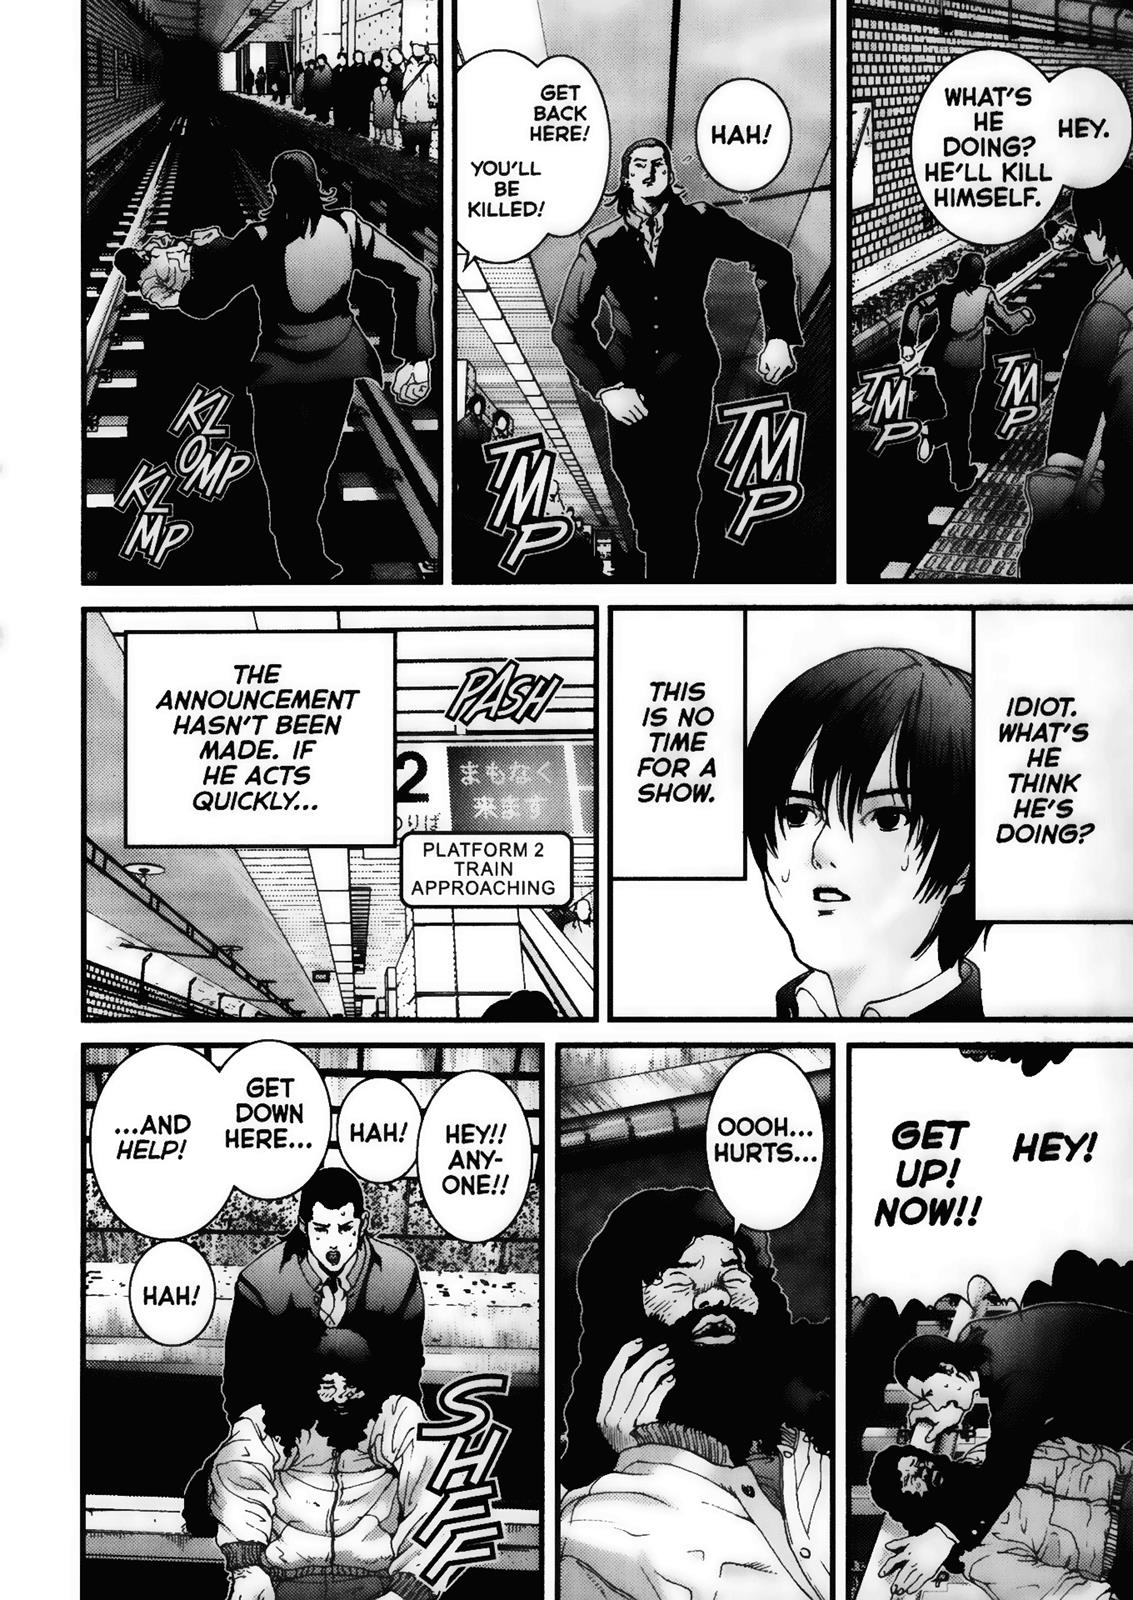 HEY.
WHAT'S
HE
DOING?
HE'LL KILL
HIMSELF.
TMP
TMP
HAH!
GET
BACK
HERE!
YOU'LL
BE
KILLED!
TMP
TMP
KLOMP
KLMP
IDIOT.
WHAT'S
HE
THINK
HE'S
DOING?
THIS
IS NO
TIME
FOR A
SHOW.
THE
ANNOUNCEMENT
HASN'T BEEN
MADE. IF
HE ACTS
QUICKLY...
PASH
2
まもなく
来ます
のりば
PLATFORM 2
TRAIN
APPROACHING
HEY!
GET
UP!
NOW!!
OOOH...
HURTS...
HEY!!
ANY-
ONE!!
HAH!
GET
DOWN
HERE...
...AND
HELP!
HAH!
SHFF